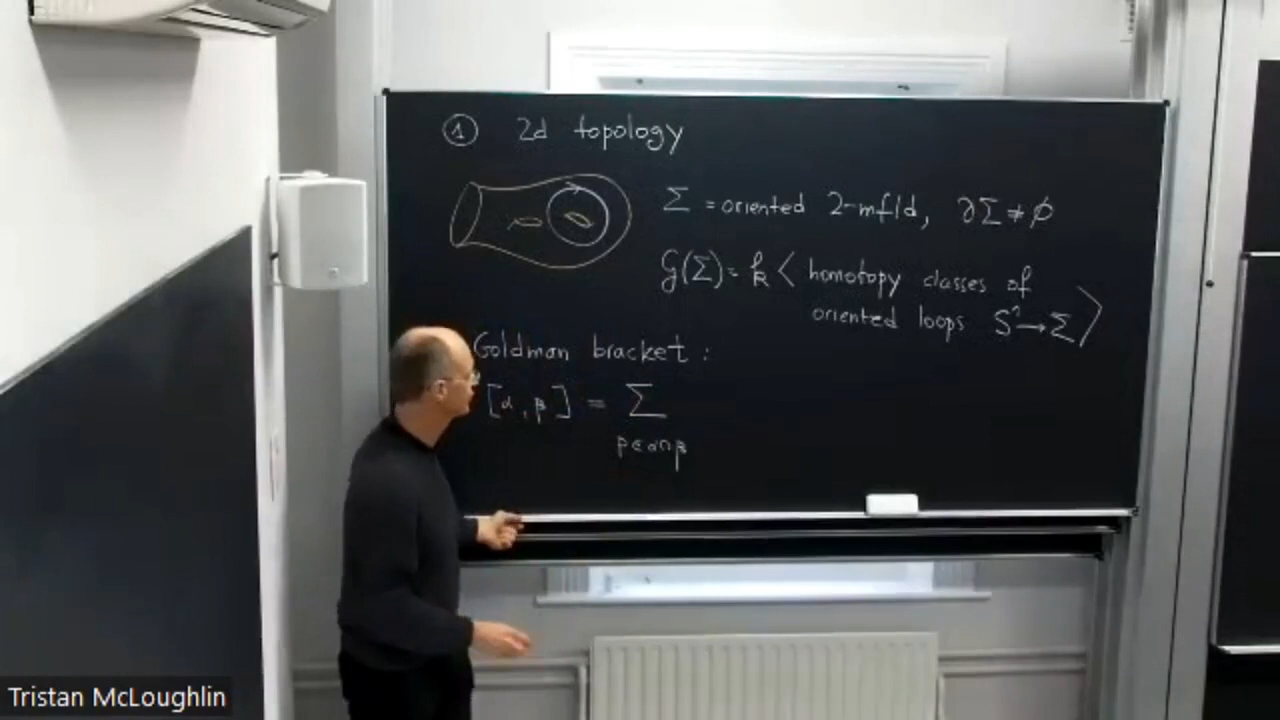 ① 2d topology
Σ = oriented 2-mfld, ∂Σ ≠ ∅
G(Σ) = k ⟨ homotopy classes of
oriented loops S¹ → Σ ⟩
Goldman bracket :
[α, β] = Σ
p ∈ α∩β
Tristan McLoughlin